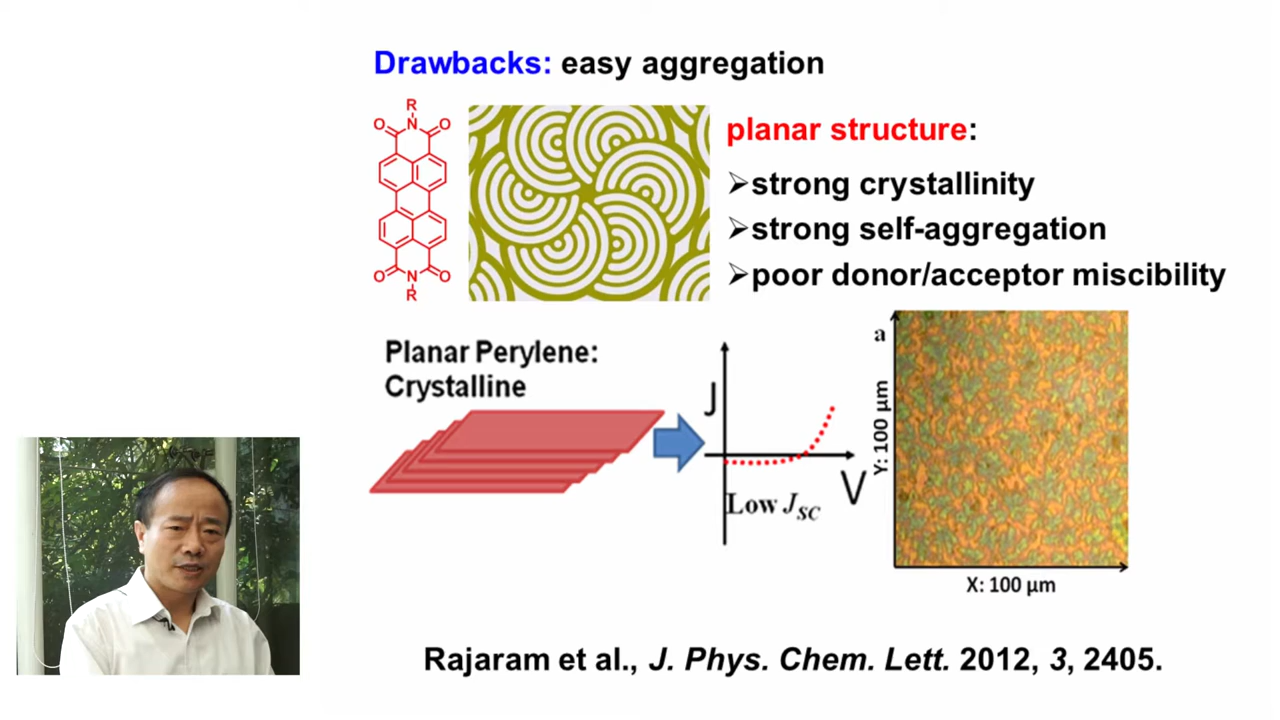 Drawbacks: easy aggregation
R
N
O O
O O
N
R
planar structure:
➢strong crystallinity
➢strong self-aggregation
➢poor donor/acceptor miscibility
Planar Perylene:
Crystalline
J
V
Low JSC
a
Y: 100 µm
X: 100 µm
Rajaram et al., J. Phys. Chem. Lett. 2012, 3, 2405.